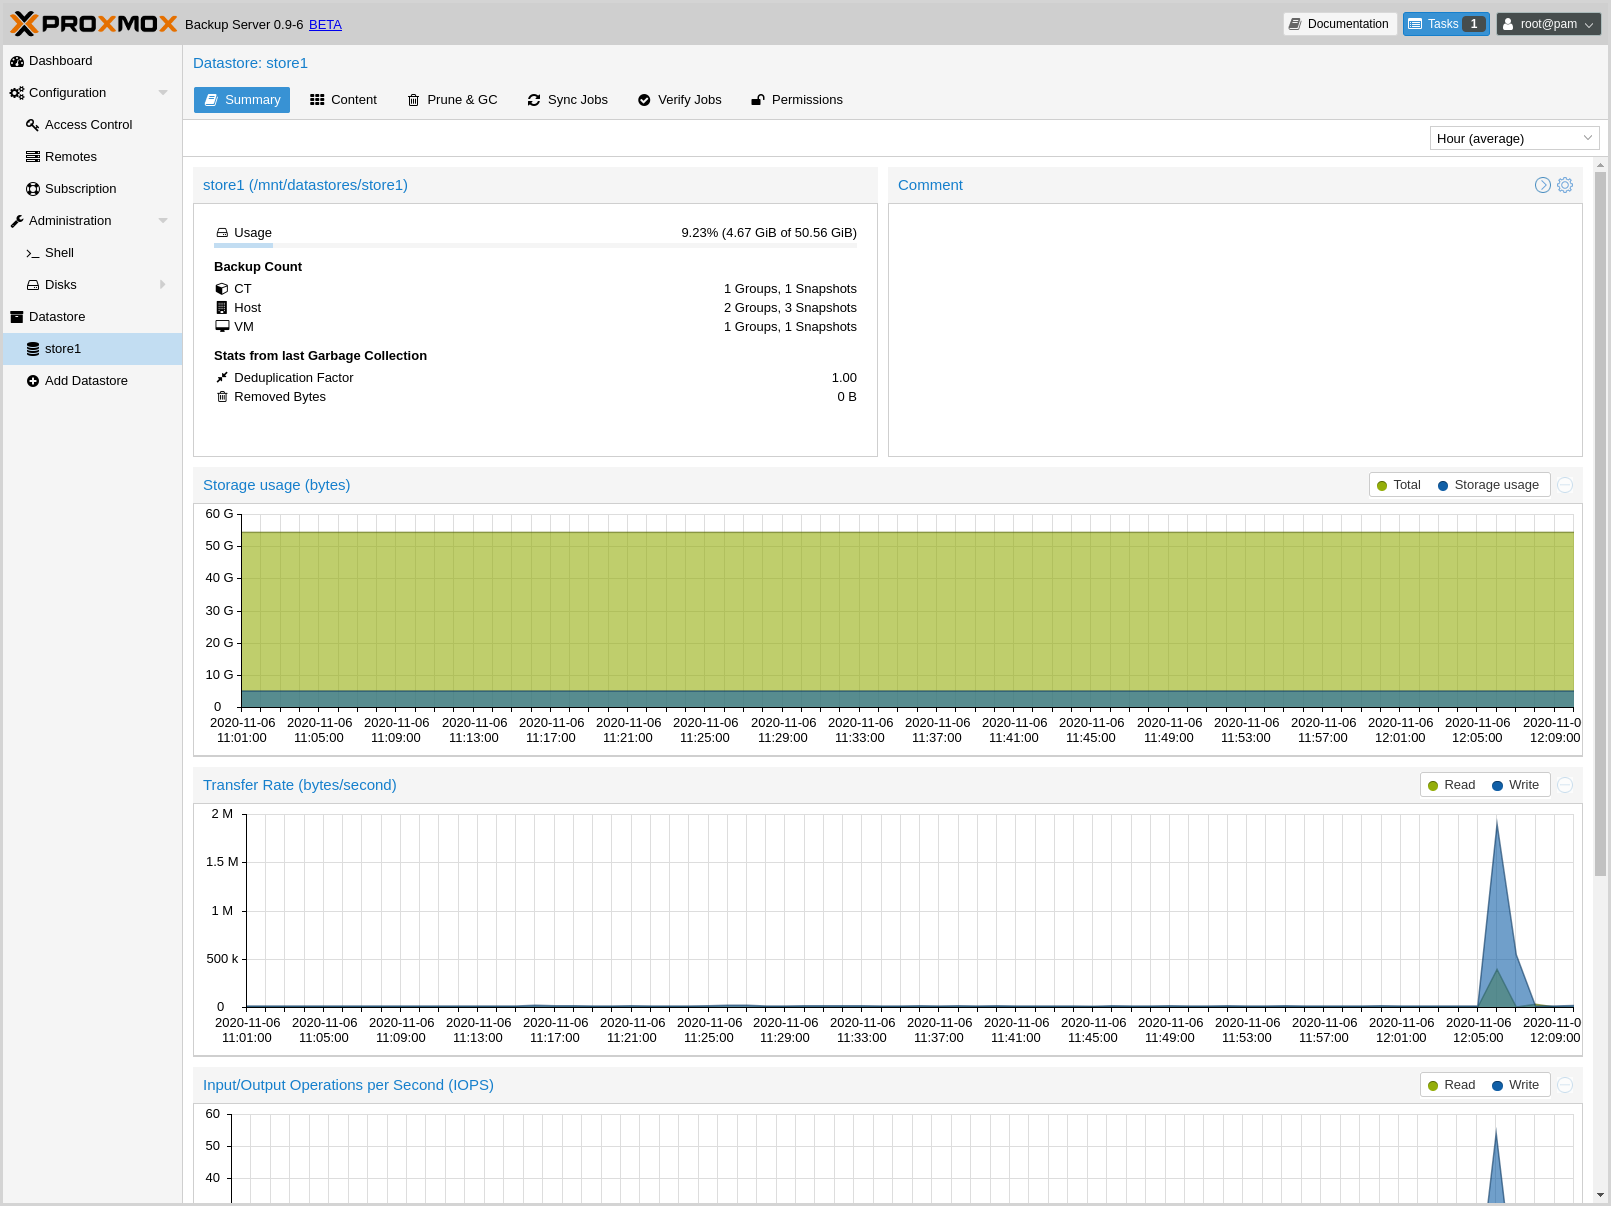 PROXMOX Backup Server 0.9-6 BETA Documentation Tasks 1 root@pam
Dashboard
Configuration
Access Control
Remotes
Subscription
Administration
Shell
Disks
Datastore
store1
Add Datastore
Datastore: store1
Summary Content Prune & GC Sync Jobs Verify Jobs Permissions
Hour (average)
store1 (/mnt/datastores/store1)
Usage 9.23% (4.67 GiB of 50.56 GiB)
Backup Count
CT 1 Groups, 1 Snapshots
Host 2 Groups, 3 Snapshots
VM 1 Groups, 1 Snapshots
Stats from last Garbage Collection
Deduplication Factor 1.00
Removed Bytes 0 B
Comment
Storage usage (bytes) Total Storage usage
60 G
50 G
40 G
30 G
20 G
10 G
0
2020-11-06 2020-11-06 2020-11-06 2020-11-06 2020-11-06 2020-11-06 2020-11-06 2020-11-06 2020-11-06 2020-11-06 2020-11-06 2020-11-06 2020-11-06 2020-11-06 2020-11-06 2020-11-06 2020-11-06 2020-11-0
11:01:00 11:05:00 11:09:00 11:13:00 11:17:00 11:21:00 11:25:00 11:29:00 11:33:00 11:37:00 11:41:00 11:45:00 11:49:00 11:53:00 11:57:00 12:01:00 12:05:00 12:09:00
Transfer Rate (bytes/second) Read Write
2 M
1.5 M
1 M
500 k
0
2020-11-06 2020-11-06 2020-11-06 2020-11-06 2020-11-06 2020-11-06 2020-11-06 2020-11-06 2020-11-06 2020-11-06 2020-11-06 2020-11-06 2020-11-06 2020-11-06 2020-11-06 2020-11-06 2020-11-06 2020-11-0
11:01:00 11:05:00 11:09:00 11:13:00 11:17:00 11:21:00 11:25:00 11:29:00 11:33:00 11:37:00 11:41:00 11:45:00 11:49:00 11:53:00 11:57:00 12:01:00 12:05:00 12:09:00
Input/Output Operations per Second (IOPS) Read Write
60
50
40